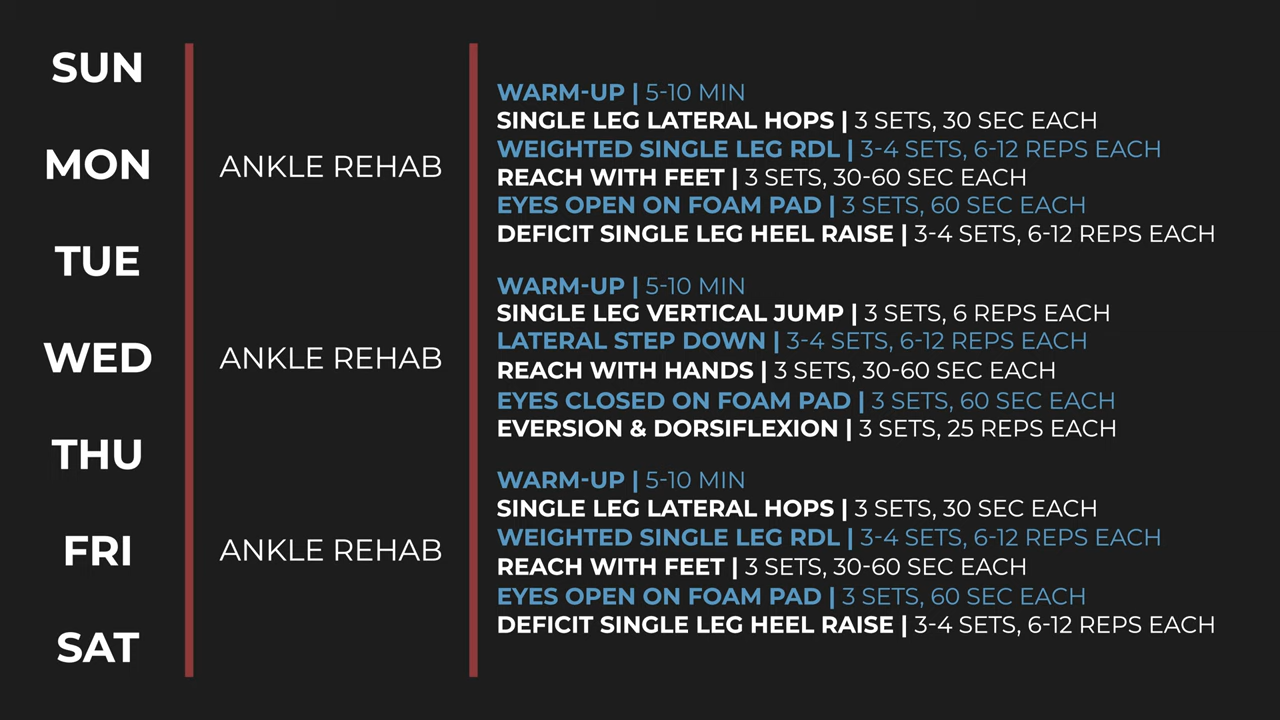 SUN
MON
TUE
WED
THU
FRI
SAT
ANKLE REHAB
ANKLE REHAB
ANKLE REHAB
WARM-UP | 5-10 MIN
SINGLE LEG LATERAL HOPS | 3 SETS, 30 SEC EACH
WEIGHTED SINGLE LEG RDL | 3-4 SETS, 6-12 REPS EACH
REACH WITH FEET | 3 SETS, 30-60 SEC EACH
EYES OPEN ON FOAM PAD | 3 SETS, 60 SEC EACH
DEFICIT SINGLE LEG HEEL RAISE | 3-4 SETS, 6-12 REPS EACH
WARM-UP | 5-10 MIN
SINGLE LEG VERTICAL JUMP | 3 SETS, 6 REPS EACH
LATERAL STEP DOWN | 3-4 SETS, 6-12 REPS EACH
REACH WITH HANDS | 3 SETS, 30-60 SEC EACH
EYES CLOSED ON FOAM PAD | 3 SETS, 60 SEC EACH
EVERSION & DORSIFLEXION | 3 SETS, 25 REPS EACH
WARM-UP | 5-10 MIN
SINGLE LEG LATERAL HOPS | 3 SETS, 30 SEC EACH
WEIGHTED SINGLE LEG RDL | 3-4 SETS, 6-12 REPS EACH
REACH WITH FEET | 3 SETS, 30-60 SEC EACH
EYES OPEN ON FOAM PAD | 3 SETS, 60 SEC EACH
DEFICIT SINGLE LEG HEEL RAISE | 3-4 SETS, 6-12 REPS EACH